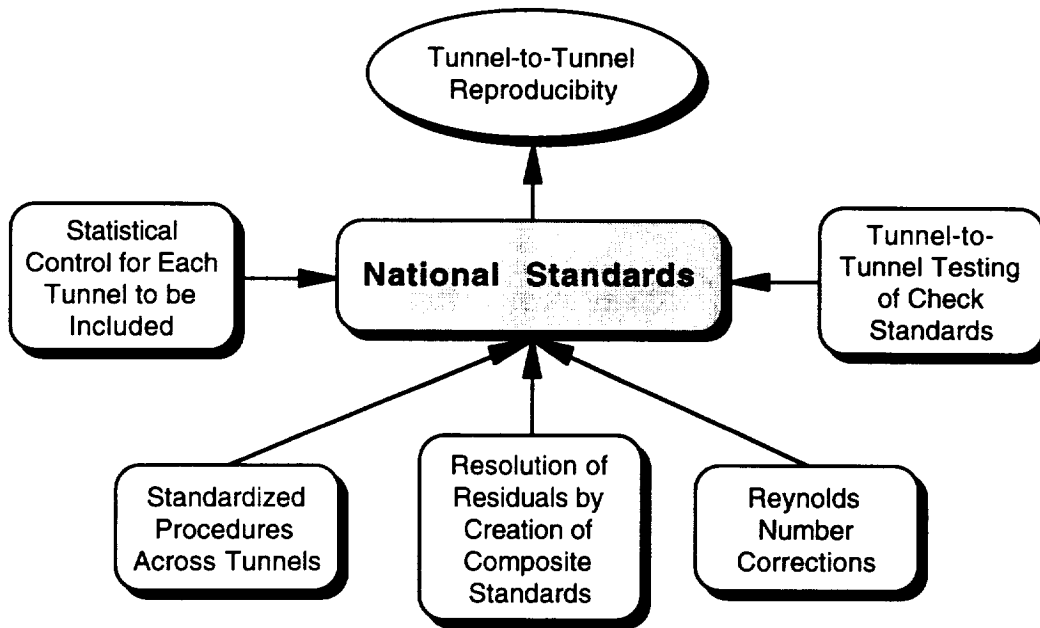 Tunnel-to-Tunnel
Reproducibity
Statistical
Control for Each
Tunnel to be
Included
National Standards
Tunnel-to-
Tunnel Testing
of Check
Standards
Standardized
Procedures
Across Tunnels
Resolution of
Residuals by
Creation of
Composite
Standards
Reynolds
Number
Corrections